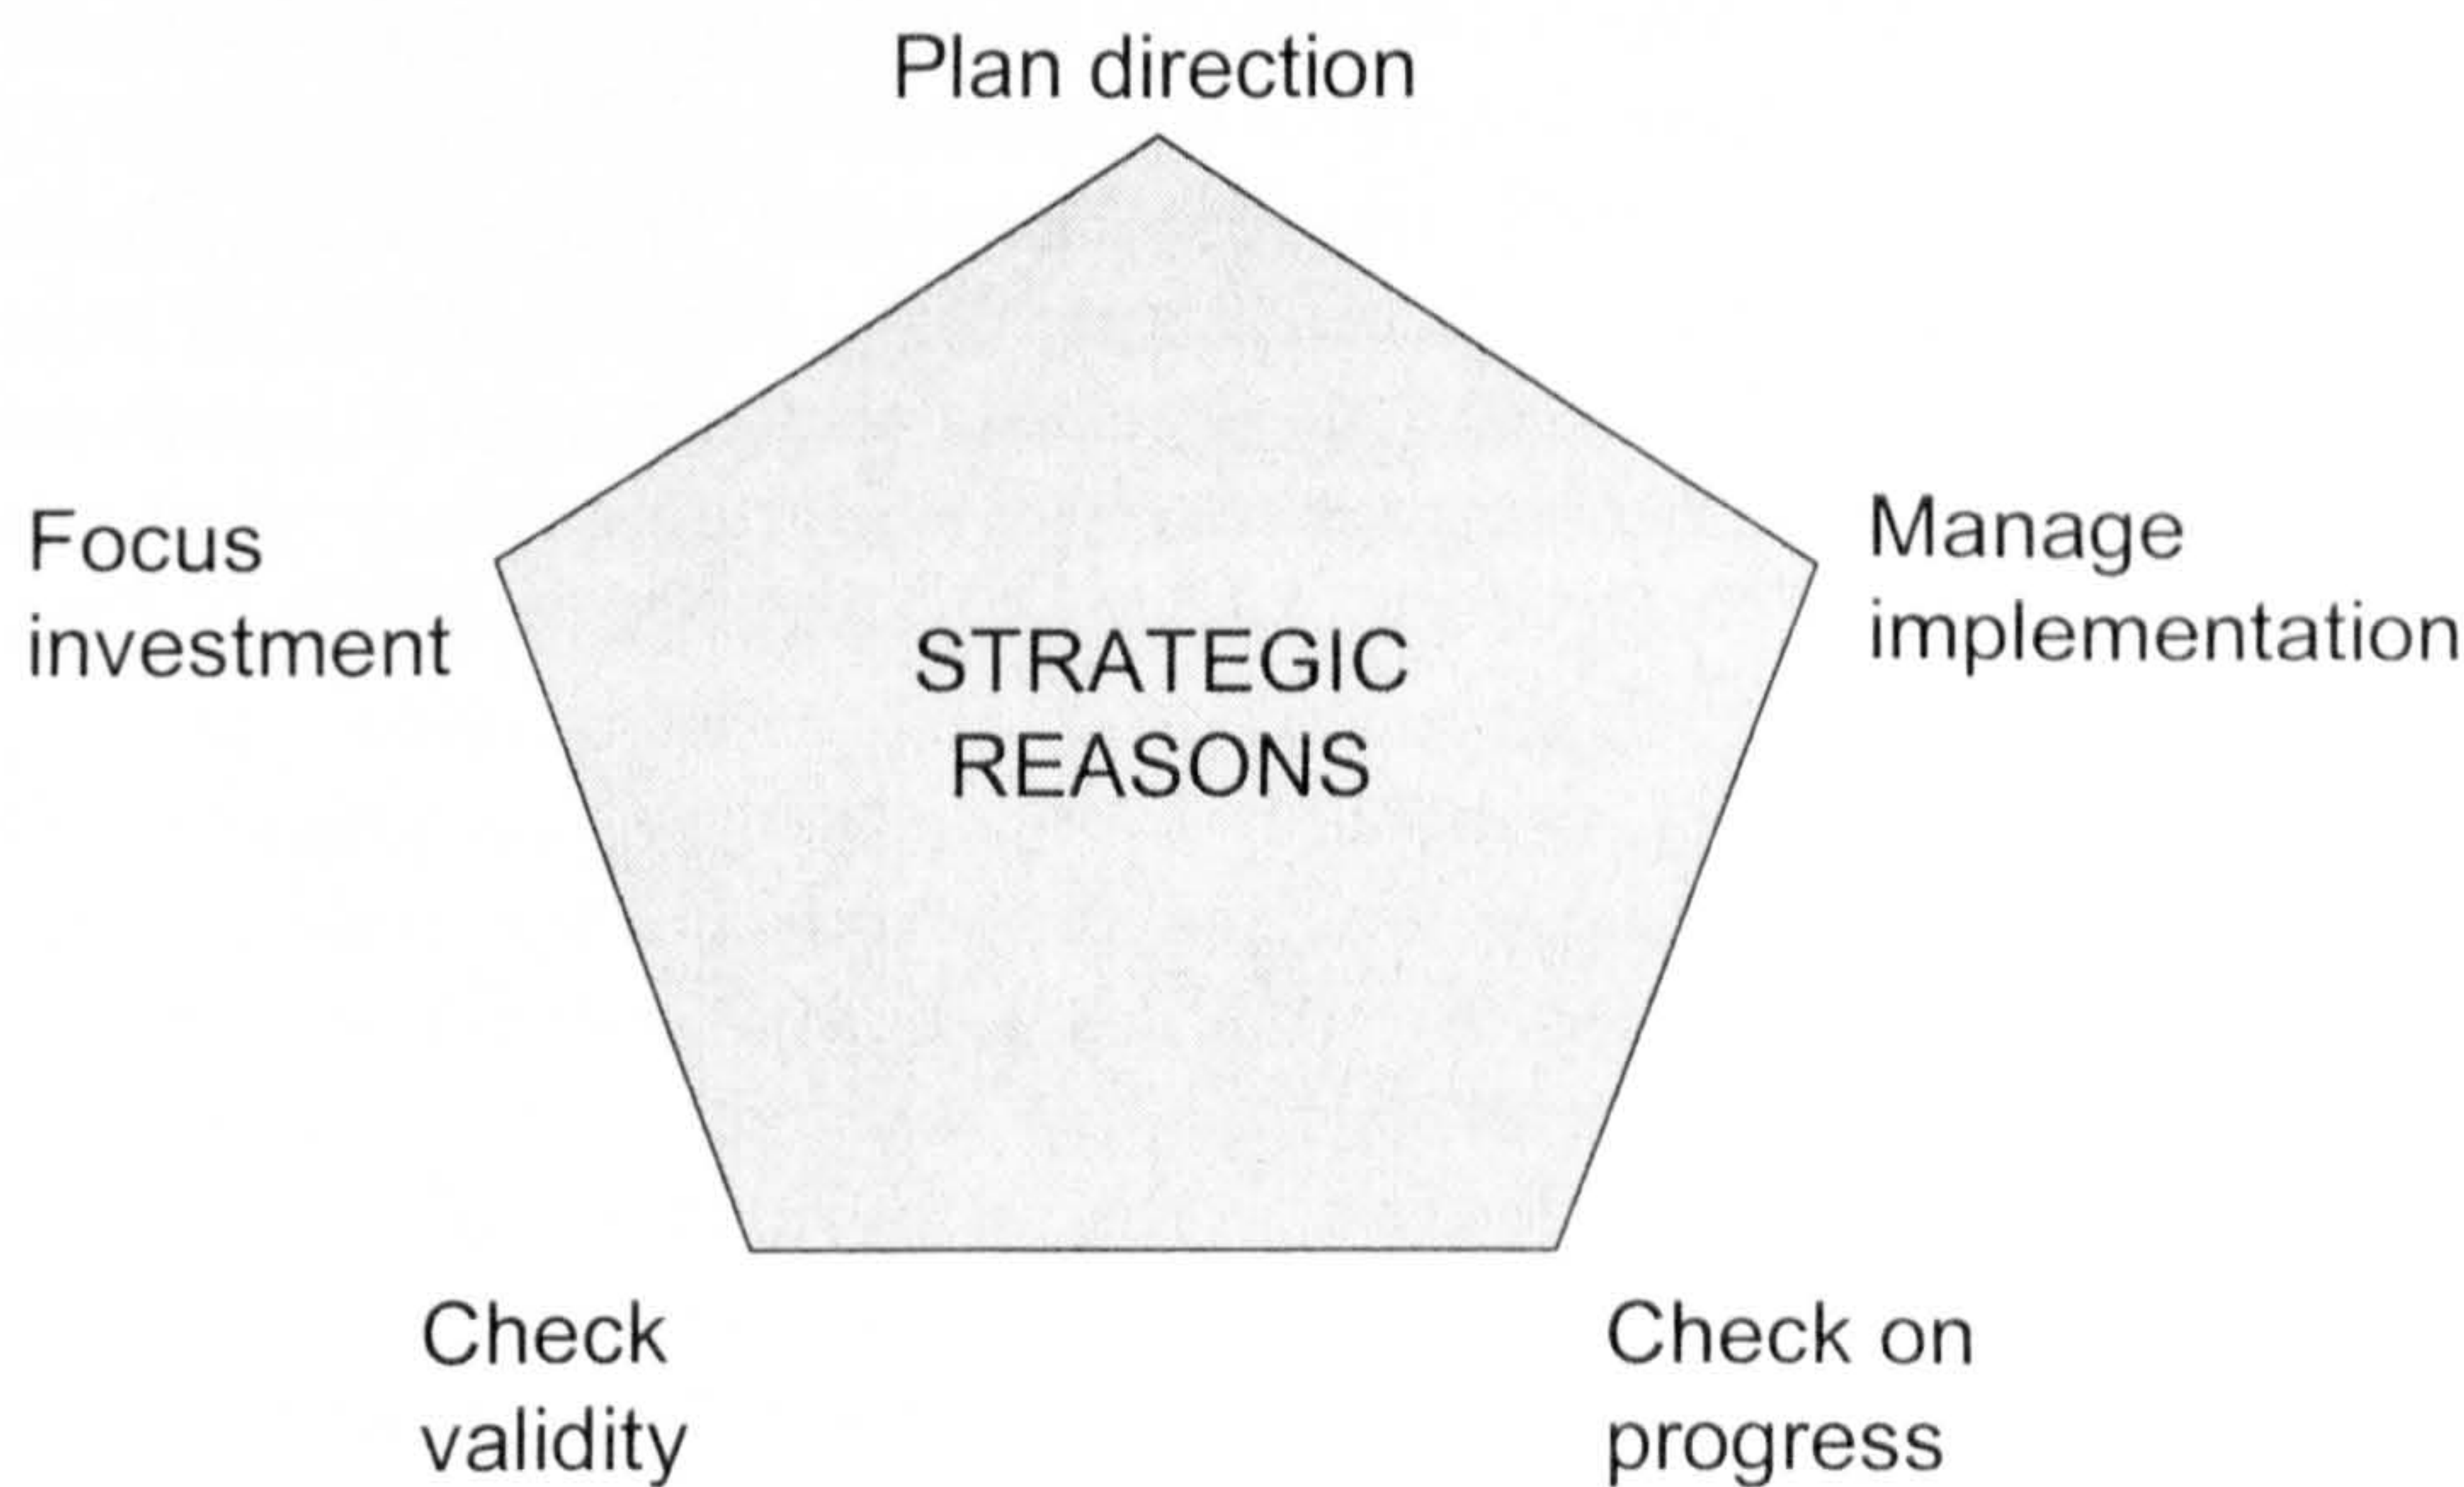 Plan direction
Focus
investment
Manage
implementation
STRATEGIC
REASONS
Check
validity
Check on
progress